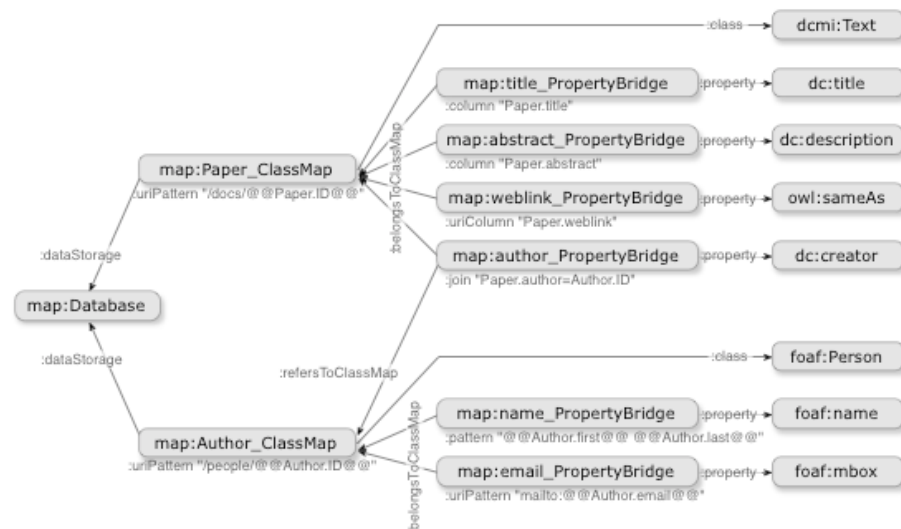 :class
dcmi:Text
map:title_PropertyBridge
:property
dc:title
:column "Paper.title"
map:abstract_PropertyBridge
:property
dc:description
:column "Paper.abstract"
:belongsToClassMap
map:Paper_ClassMap
:uriPattern "/docs/@@Paper.ID@@"
map:weblink_PropertyBridge
:property
owl:sameAs
:uriColumn "Paper.weblink"
map:author_PropertyBridge
:property
dc:creator
:join "Paper.author=Author.ID"
:dataStorage
map:Database
:dataStorage
:refersToClassMap
:class
foaf:Person
:belongsToClassMap
map:name_PropertyBridge
:property
foaf:name
:pattern "@@Author.first@@ @@Author.last@@"
map:Author_ClassMap
:uriPattern "/people/@@Author.ID@@"
map:email_PropertyBridge
:property
foaf:mbox
:uriPattern "mailto:@@Author.email@@"